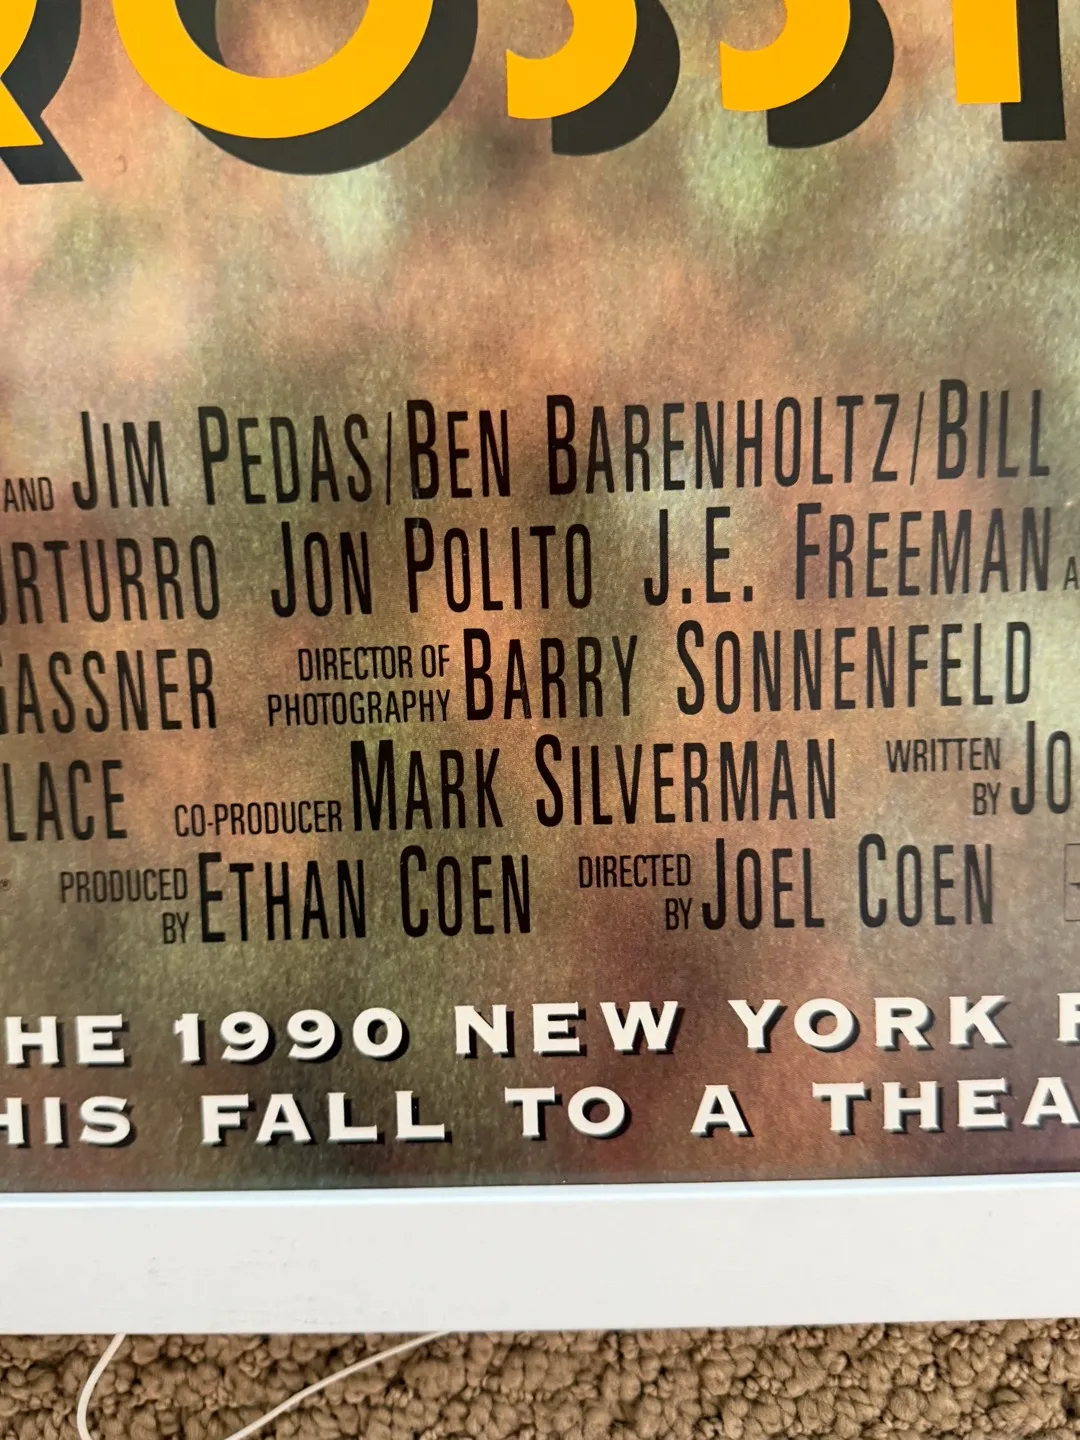 ROSSI
AND JIM PEDAS/BEN BARENHOLTZ/BILL
URTURRO JON POLITO J.E. FREEMAN A
GASSNER DIRECTOR OF PHOTOGRAPHY BARRY SONNENFELD
LACE CO-PRODUCER MARK SILVERMAN WRITTEN BY JO
® PRODUCED BY ETHAN COEN DIRECTED BY JOEL COEN
HE 1990 NEW YORK F
HIS FALL TO A THEA